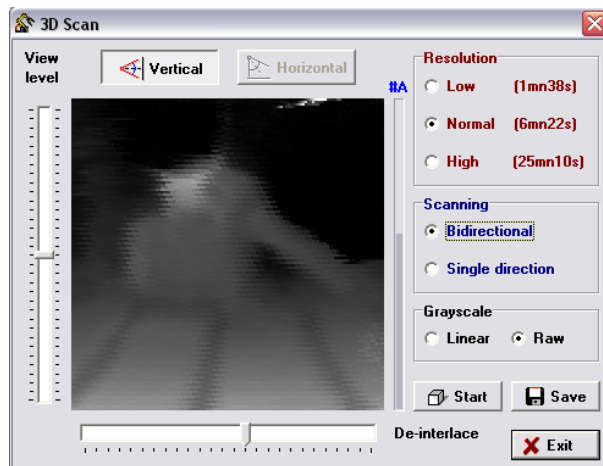 3D Scan
View
level
Vertical
Horizontal
#A
Resolution
Low (1mn38s)
Normal (6mn22s)
High (25mn10s)
Scanning
Bidirectional
Single direction
Grayscale
Linear Raw
Start Save
De-interlace
Exit